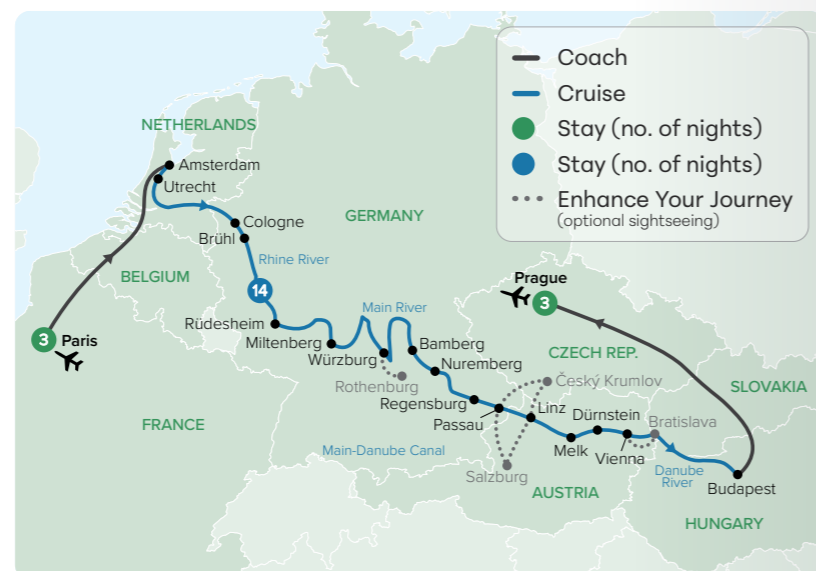 Coach
Cruise
Stay (no. of nights)
Stay (no. of nights)
Enhance Your Journey
(optional sightseeing)
NETHERLANDS
Amsterdam
Utrecht
Cologne
Brühl
GERMANY
Rhine River
BELGIUM
14
Prague
3
Main River
3
Paris
Rüdesheim
Miltenberg
Würzburg
Bamberg
Nuremberg
CZECH REP.
Rothenburg
Český Krumlov
SLOVAKIA
Regensburg
Passau
Linz
Dürnstein
Bratislava
FRANCE
Main-Danube Canal
Melk
Vienna
Salzburg
Danube
River
AUSTRIA
Budapest
HUNGARY